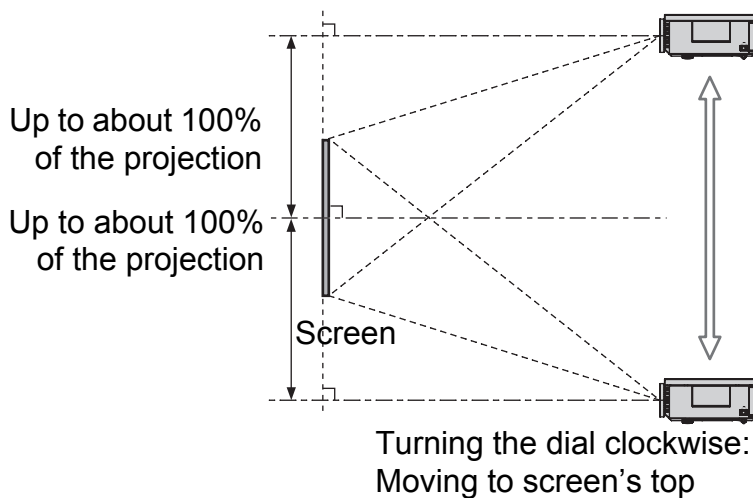 Up to about 100%
of the projection
Up to about 100%
of the projection
Screen
Turning the dial clockwise:
Moving to screen's top